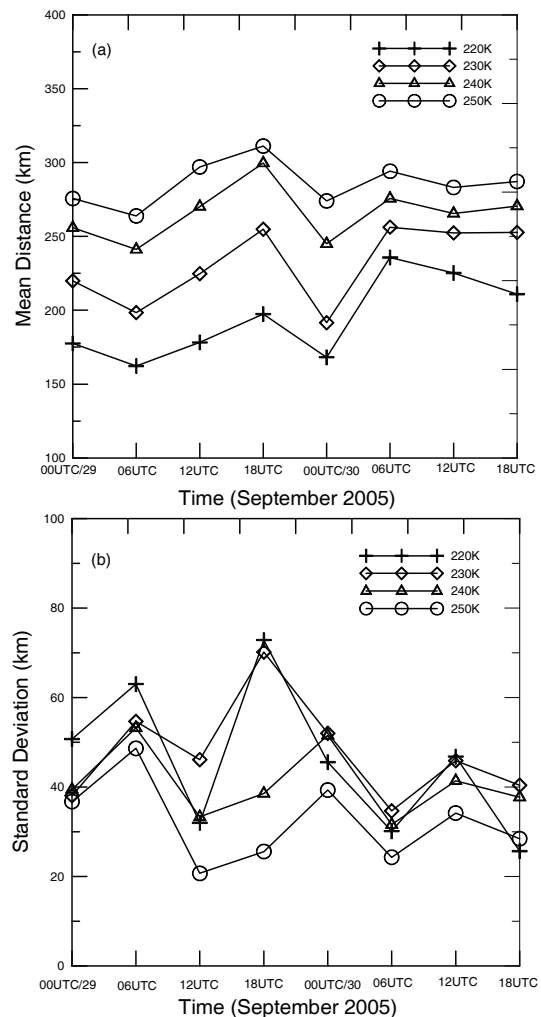 400
350
300
250
200
150
100
Mean Distance (km)
(a)
220K
230K
240K
250K
00UTC/29 06UTC 12UTC 18UTC 00UTC/30 06UTC 12UTC 18UTC
Time (September 2005)
100
80
60
40
20
0
Standard Deviation (km)
(b)
220K
230K
240K
250K
00UTC/29 06UTC 12UTC 18UTC 00UTC/30 06UTC 12UTC 18UTC
Time (September 2005)